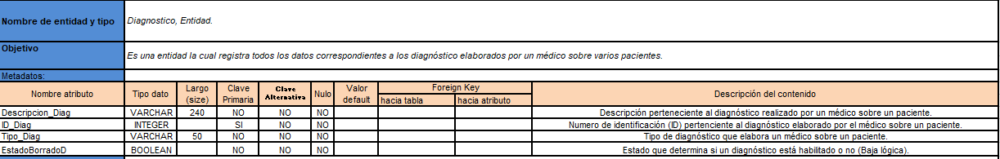 Nombre de entidad y tipo Diagnostico, Entidad.
Objetivo Es una entidad la cual registra todos los datos correspondientes a los diagnóstico elaborados por un médico sobre varios pacientes.
Metadatos:
Nombre atributo Tipo dato Largo (size) Clave Primaria Clave Alternativa Nulo Valor default Foreign Key Descripción del contenido
hacia tabla hacia atributo
Descripcion_Diag VARCHAR 240 NO NO NO Descripción perteneciente al diagnóstico realizado por un médico sobre un paciente.
ID_Diag INTEGER SI NO NO Numero de identificación (ID) pertenciente al diagnóstico elaborado por el médico sobre un paciente.
Tipo_Diag VARCHAR 50 NO NO NO Tipo de diagnóstico que elabora un médico sobre un paciente.
EstadoBorradoD BOOLEAN NO NO NO Estado que determina si un diagnóstico está habilitado o no (Baja lógica).